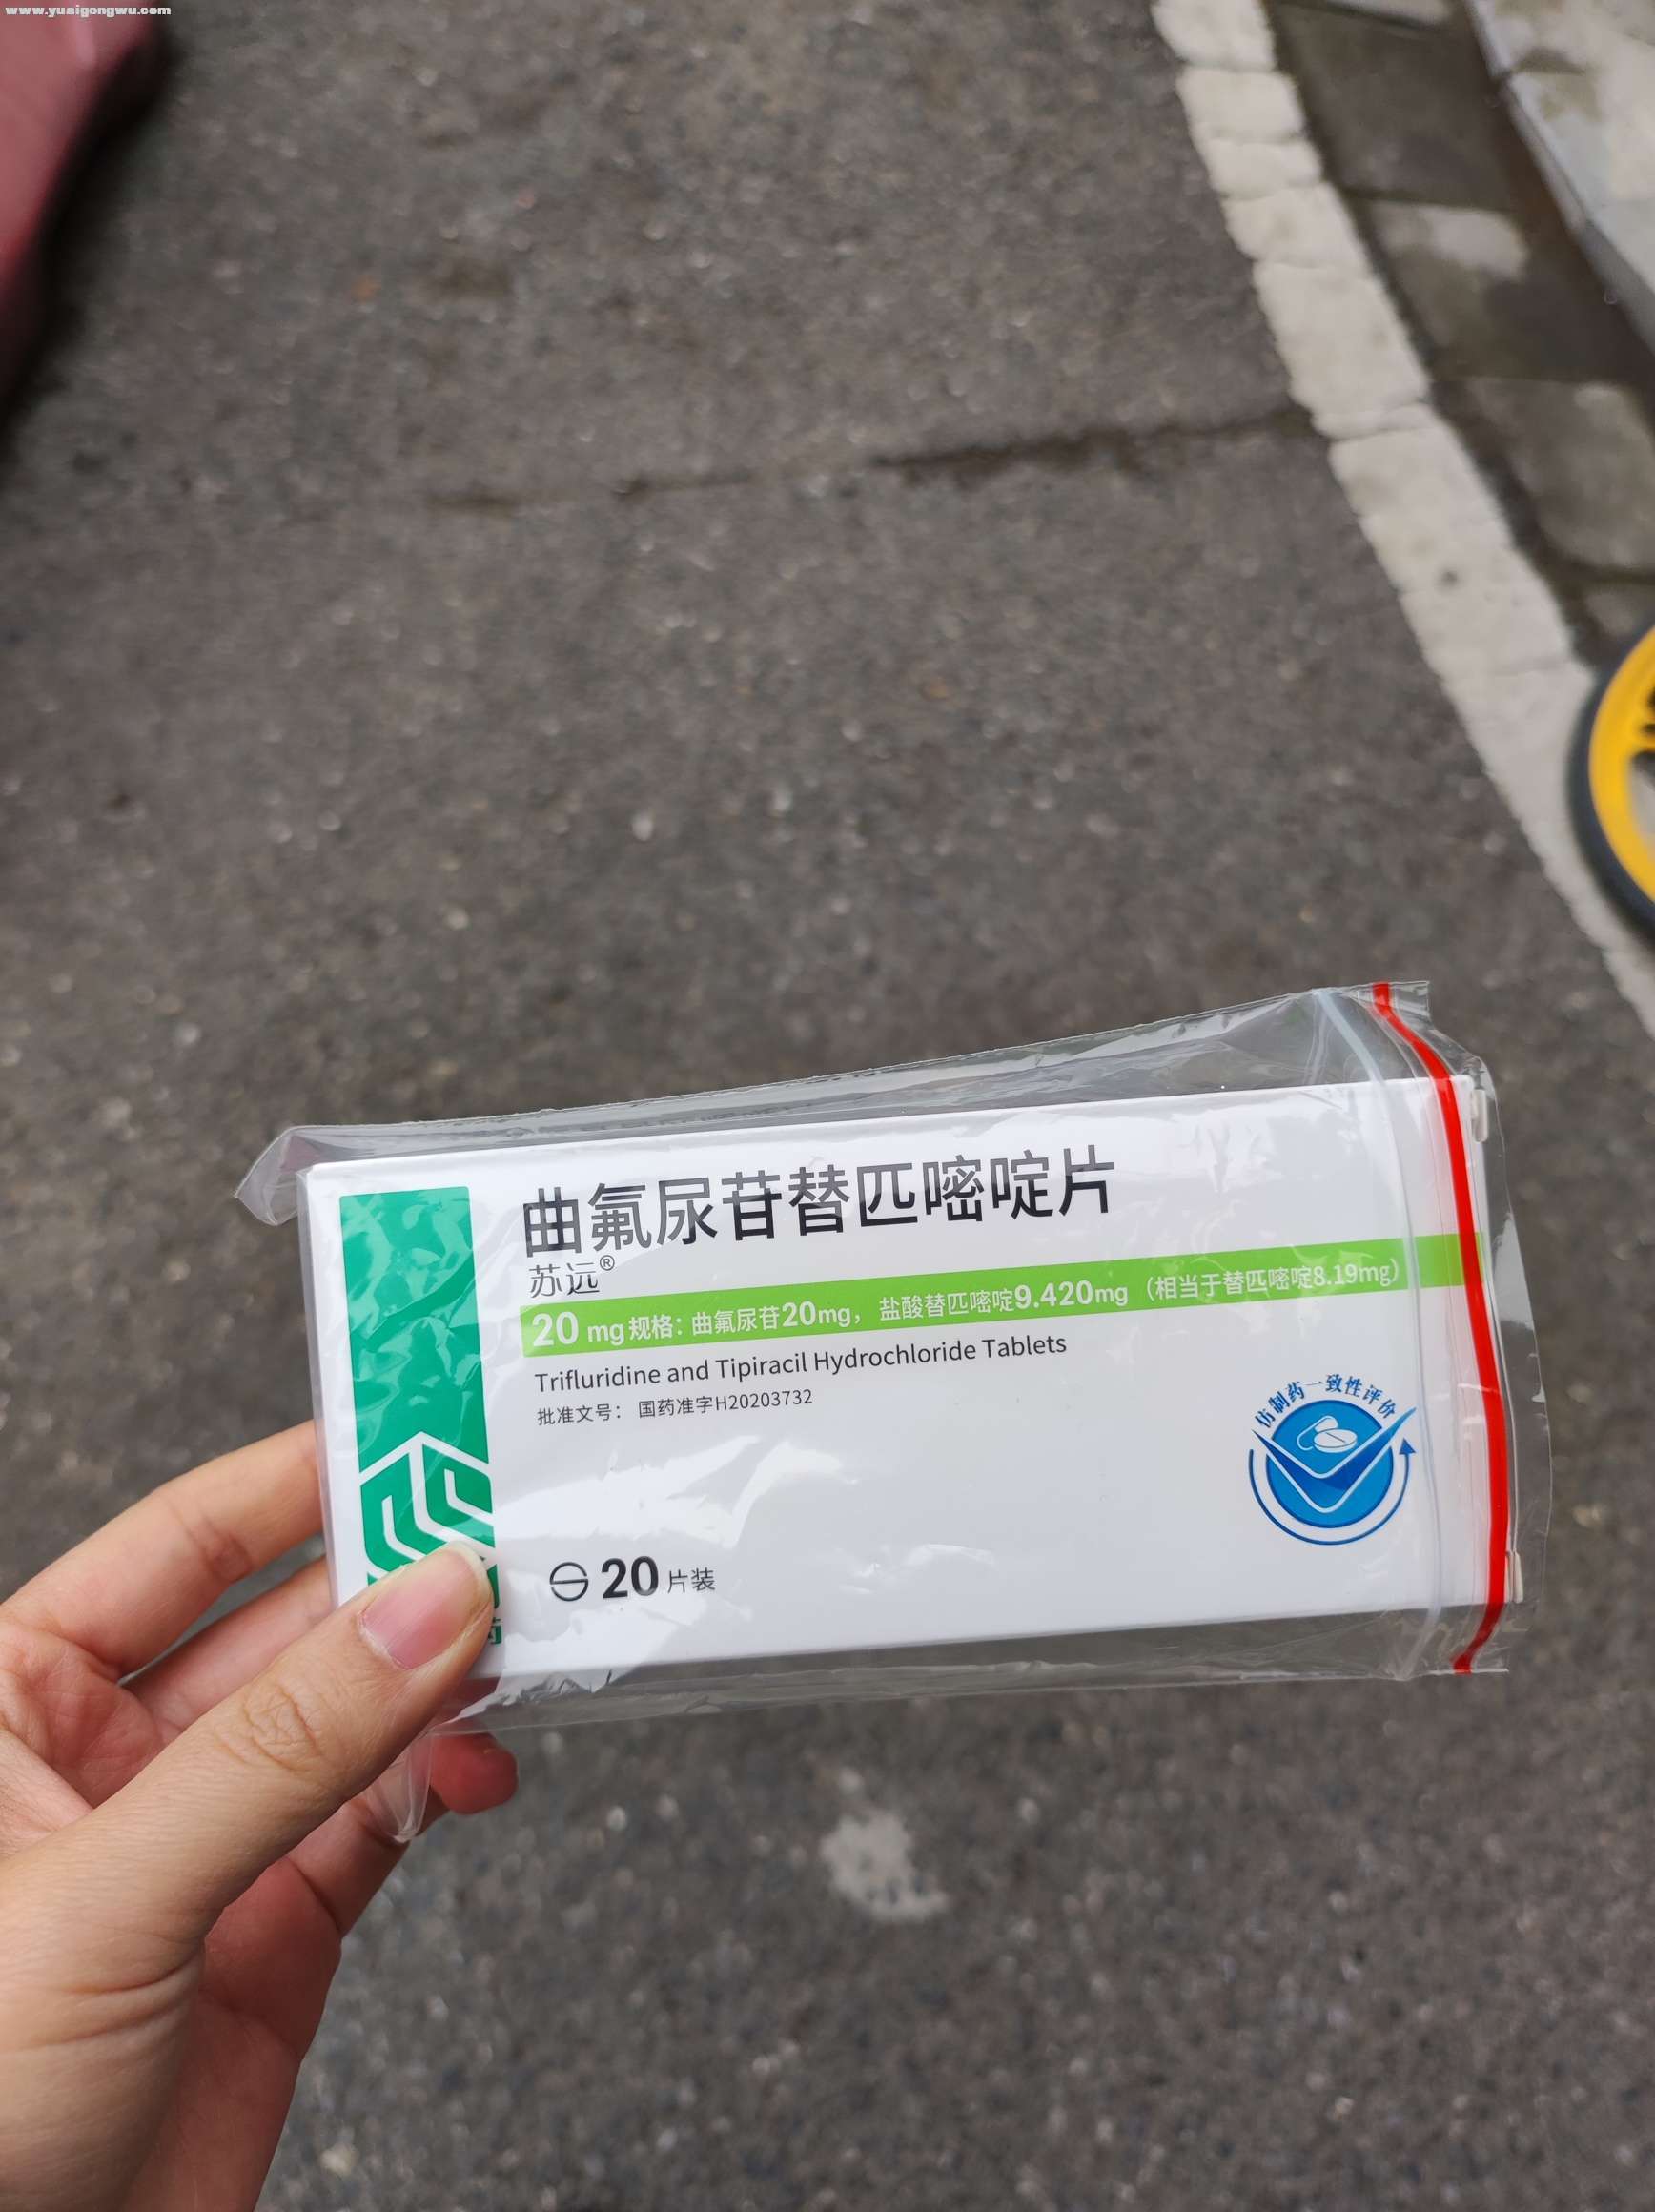 www.yuaigongwu.com
曲氟尿苷替匹嘧啶片
苏远®
20 mg规格：曲氟尿苷20mg，盐酸替匹嘧啶9.420mg（相当于替匹嘧啶8.19mg）
Trifluridine and Tipiracil Hydrochloride Tablets
批准文号：国药准字H20203732
仿制药一致性评价
20片装
药